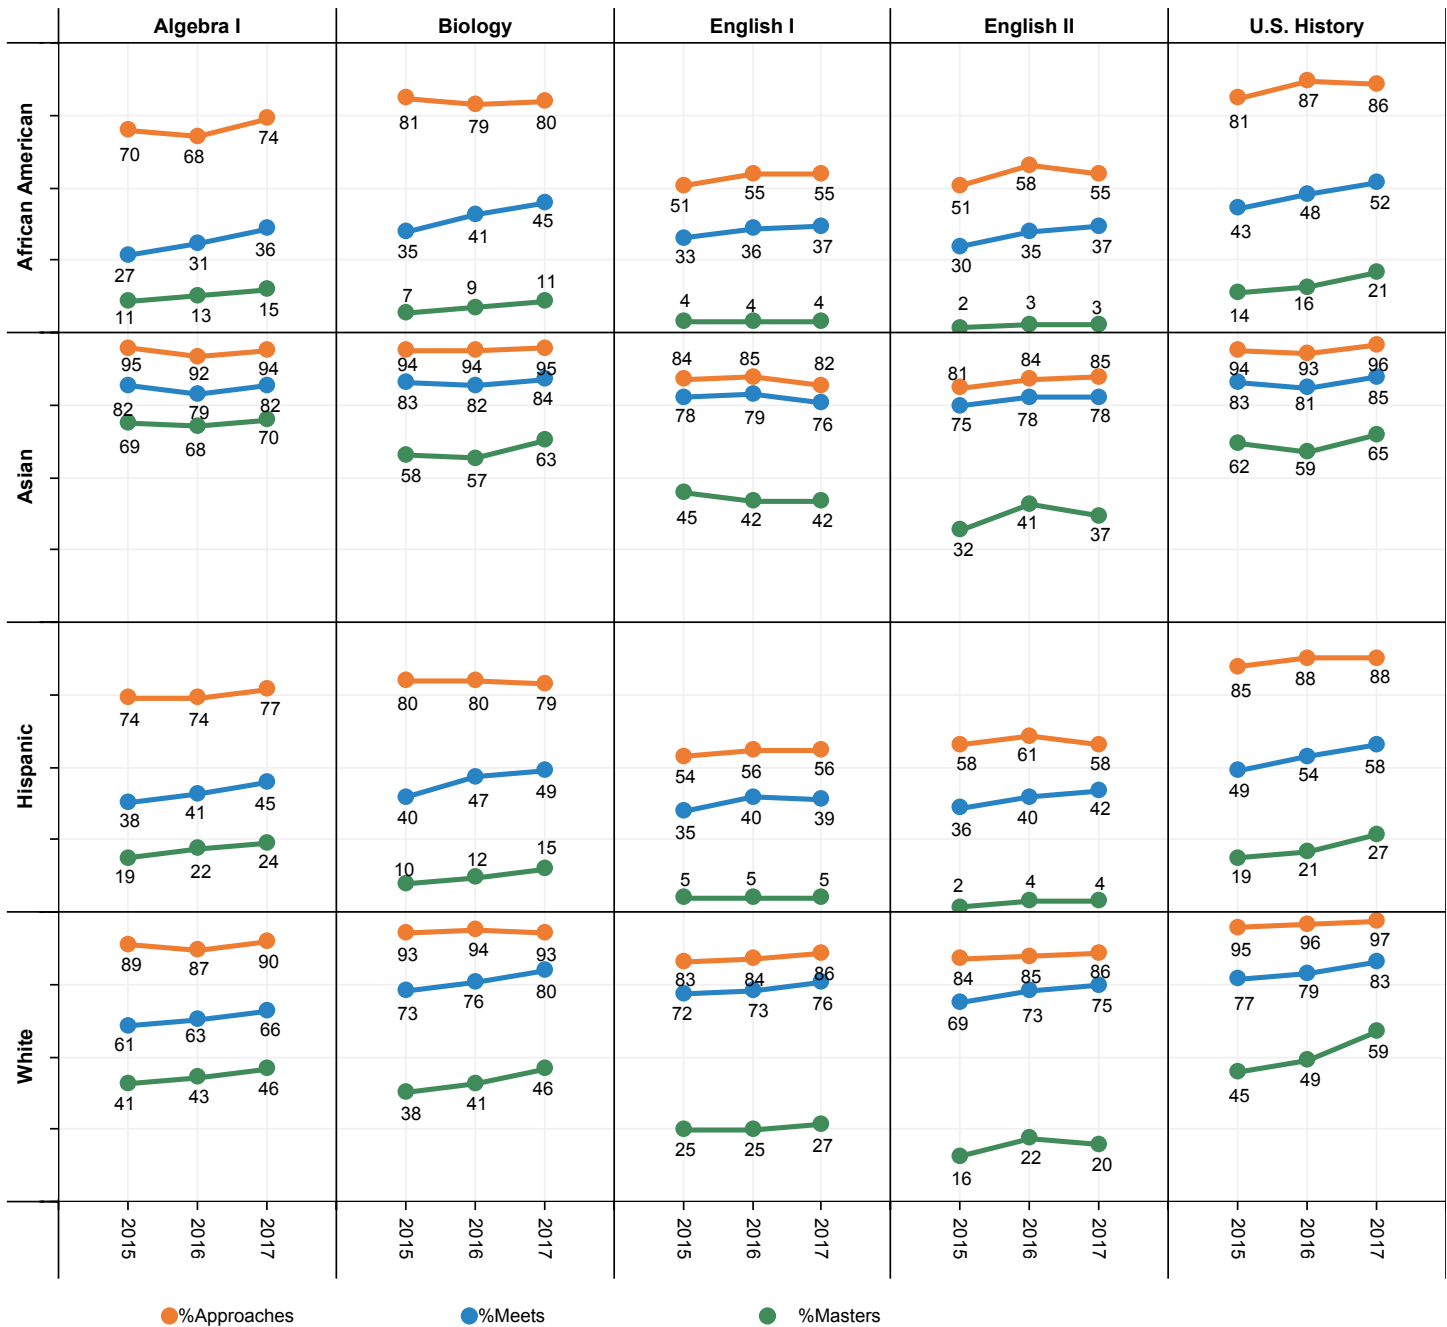 Algebra I Biology English I English II U.S. History
African American
70 68 74
27 31 36
11 13 15
81 79 80
35 41 45
7 9 11
51 55 55
33 36 37
4 4 4
51 58 55
30 35 37
2 3 3
81 87 86
43 48 52
14 16 21
Asian
95 92 94
82 79 82
69 68 70
94 94 95
83 82 84
58 57 63
84 85 82
78 79 76
45 42 42
81 84 85
75 78 78
32 41 37
94 93 96
83 81 85
62 59 65
Hispanic
74 74 77
38 41 45
19 22 24
80 80 79
40 47 49
10 12 15
54 56 56
35 40 39
5 5 5
58 61 58
36 40 42
2 4 4
85 88 88
49 54 58
19 21 27
White
89 87 90
61 63 66
41 43 46
93 94 93
73 76 80
38 41 46
83 84 86
72 73 76
25 25 27
84 85 86
69 73 75
16 22 20
95 96 97
77 79 83
45 49 59
2015 2016 2017 2015 2016 2017 2015 2016 2017 2015 2016 2017 2015 2016 2017
%Approaches %Meets %Masters